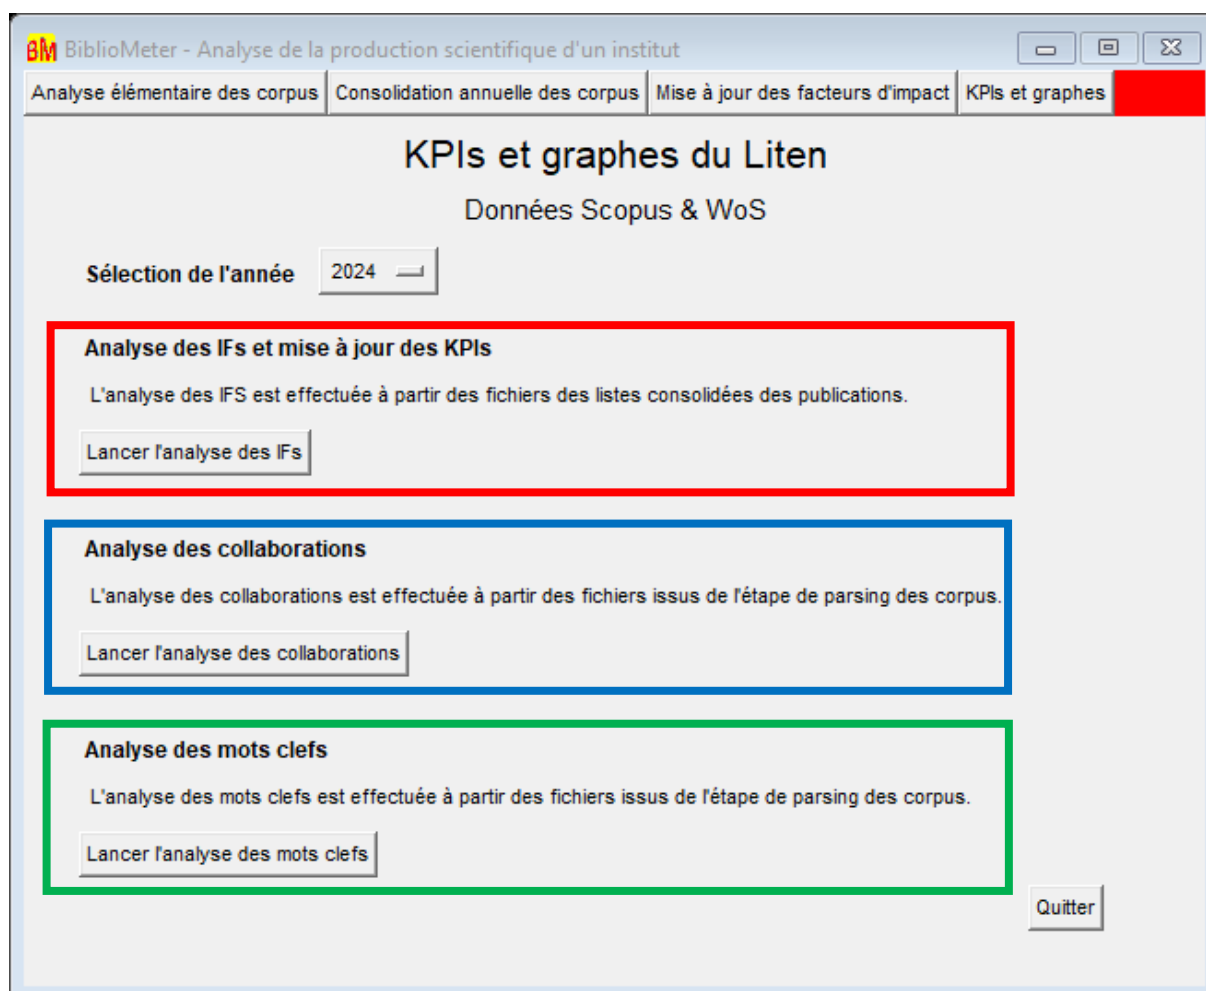 BM BiblioMeter - Analyse de la production scientifique d'un institut
Analyse élémentaire des corpus Consolidation annuelle des corpus Mise à jour des facteurs d'impact KPIs et graphes
KPIs et graphes du Liten
Données Scopus & WoS
Sélection de l'année 2024
Analyse des IFs et mise à jour des KPIs
L'analyse des IFS est effectuée à partir des fichiers des listes consolidées des publications.
Lancer l'analyse des IFs
Analyse des collaborations
L'analyse des collaborations est effectuée à partir des fichiers issus de l'étape de parsing des corpus.
Lancer l'analyse des collaborations
Analyse des mots clefs
L'analyse des mots clefs est effectuée à partir des fichiers issus de l'étape de parsing des corpus.
Lancer l'analyse des mots clefs
Quitter